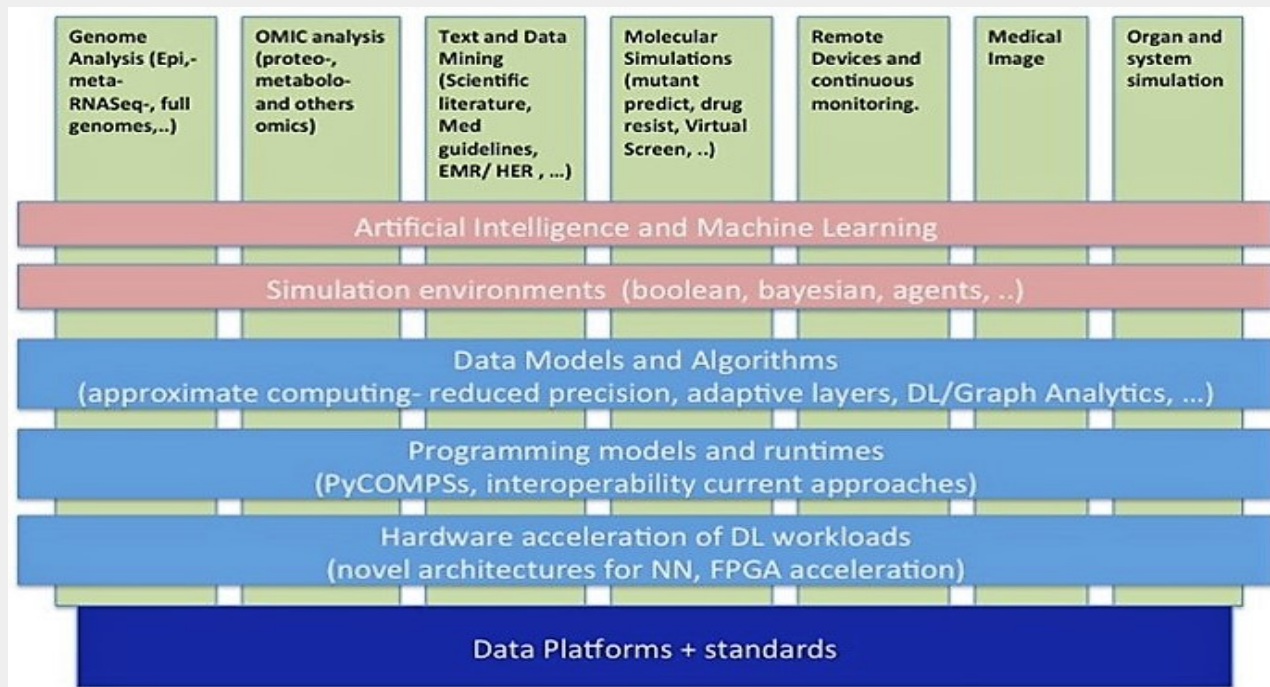 Genome
Analysis (Epi,-
meta-
RNASeq-, full
genomes,..)
OMIC analysis
(proteo-,
metabolo-
and others
omics)
Text and Data
Mining
(Scientific
literature,
Med
guidelines,
EMR/ HER , ...)
Molecular
Simulations
(mutant
predict, drug
resist, Virtual
Screen, ..)
Remote
Devices and
continuous
monitoring.
Medical
Image
Organ and
system
simulation
Artificial Intelligence and Machine Learning
Simulation environments (boolean, bayesian, agents, ..)
Data Models and Algorithms
(approximate computing- reduced precision, adaptive layers, DL/Graph Analytics, ...)
Programming models and runtimes
(PyCOMPSs, interoperability current approaches)
Hardware acceleration of DL workloads
(novel architectures for NN, FPGA acceleration)
Data Platforms + standards